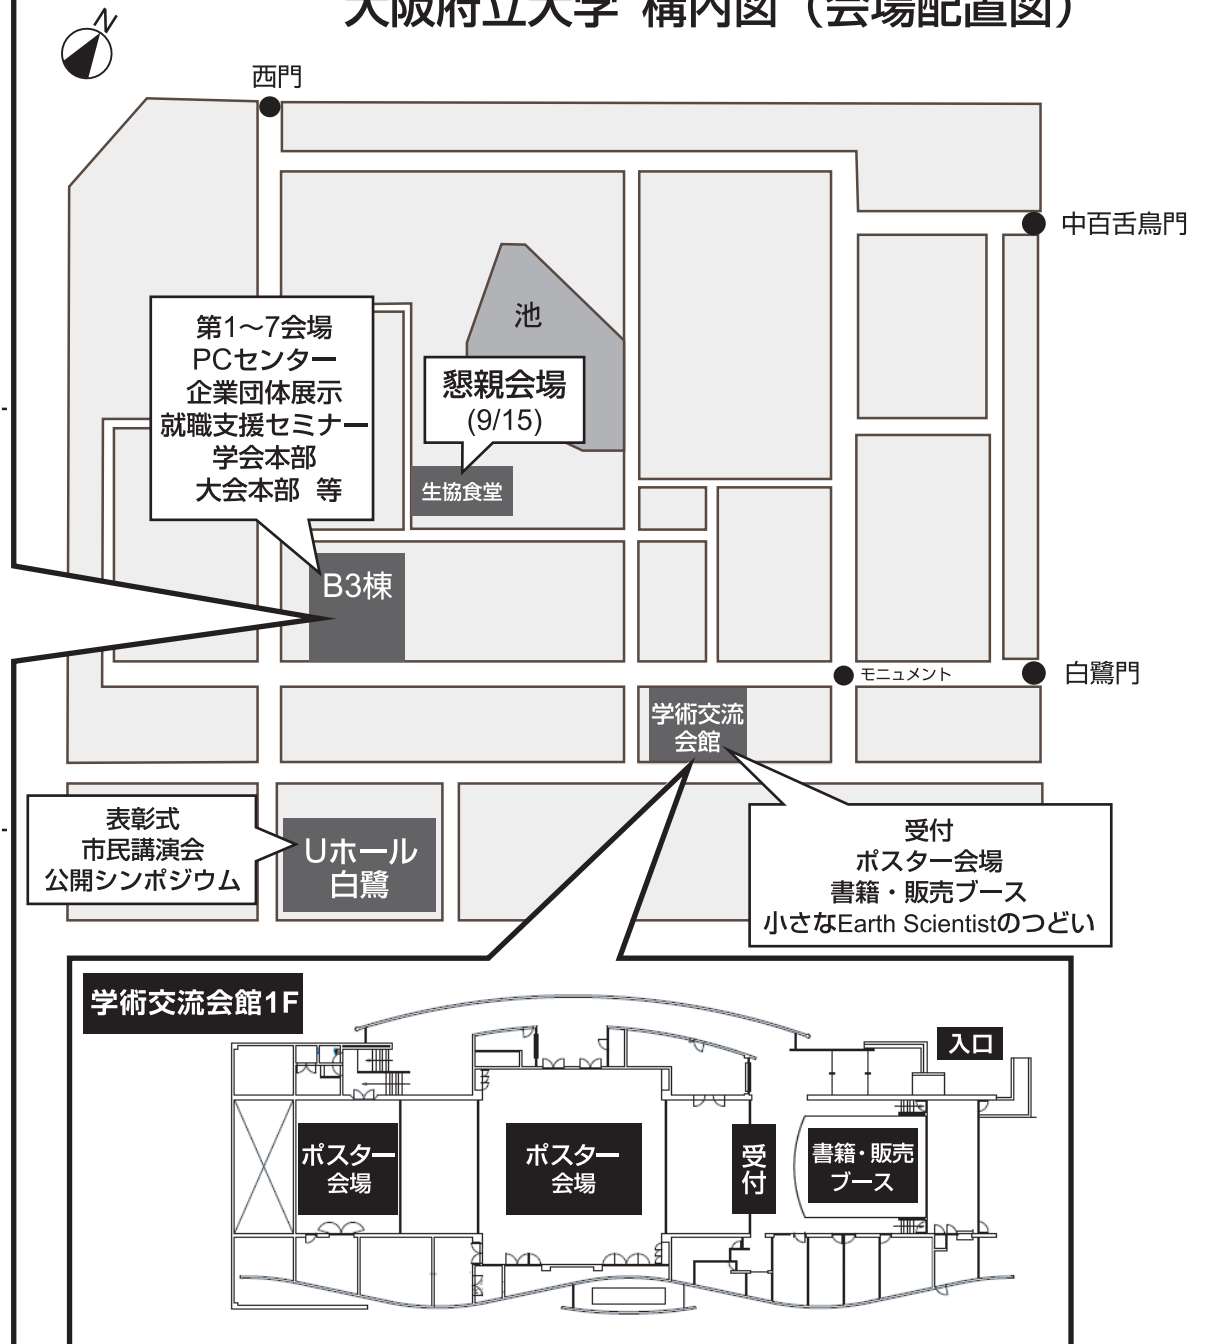 大阪府立大学 構内図（会場配置図）
N
西門
中百舌鳥門
池
第1～7会場
PCセンター
企業団体展示
就職支援セミナー
学会本部
大会本部 等
懇親会場
(9/15)
生協食堂
B3棟
モニュメント
白鷺門
学術交流
会館
表彰式
市民講演会
公開シンポジウム
Uホール
白鷺
受付
ポスター会場
書籍・販売ブース
小さなEarth Scientistのつどい
学術交流会館1F
入口
ポスター
会場
ポスター
会場
受付
書籍・販売
ブース